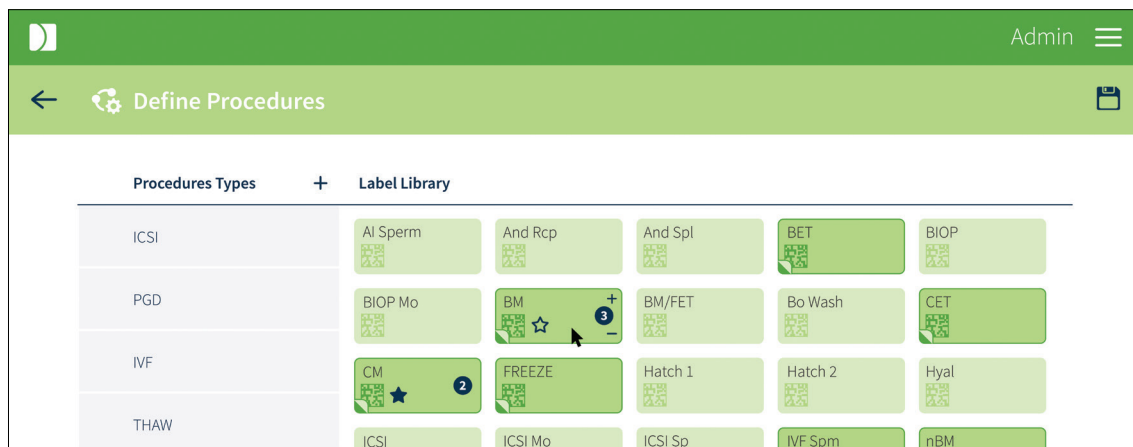 Admin
Define Procedures
Procedures Types + Label Library
ICSI
PGD
IVF
THAW
AI Sperm And Rcp And Spl BET BIOP
BIOP Mo BM + 3 - BM/FET Bo Wash CET
CM 2 FREEZE Hatch 1 Hatch 2 Hyal
ICSI ICSI Mo ICSI Sp IVF Spm nBM